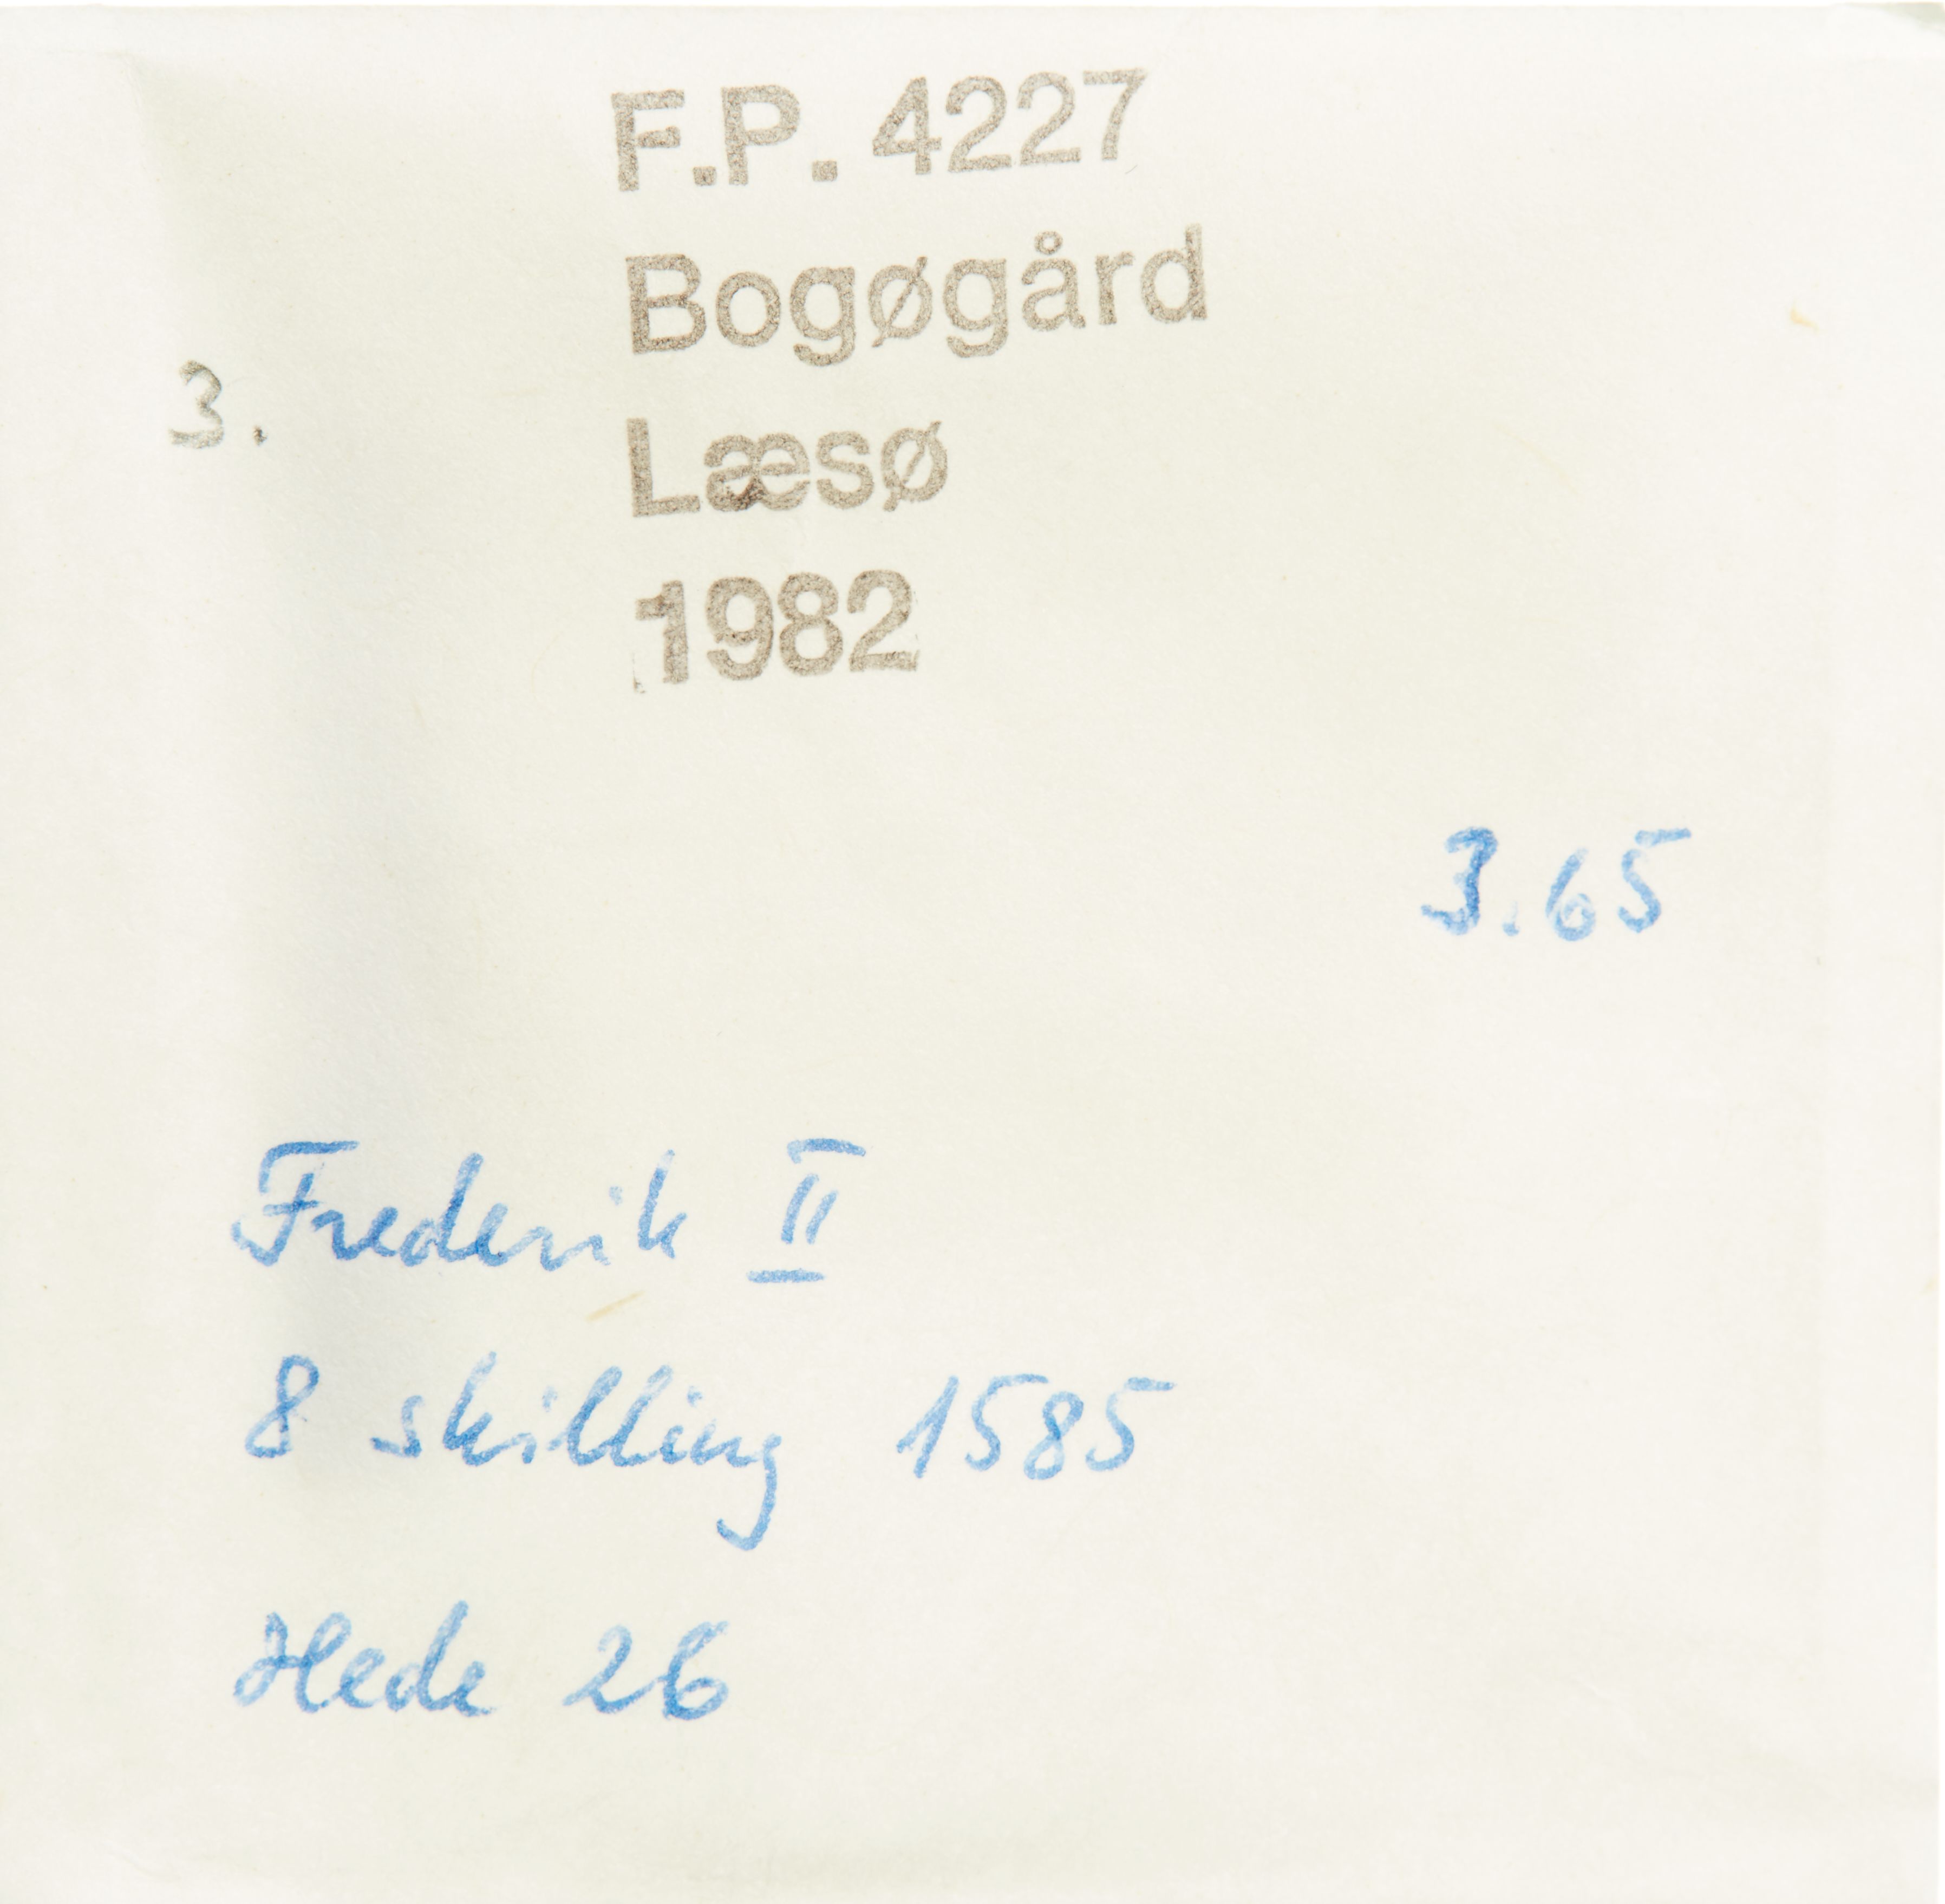 F.P. 4227
Bogøgård
3.
Læsø
1982
3.65
Frederik II
8 skilling 1585
Hede 26